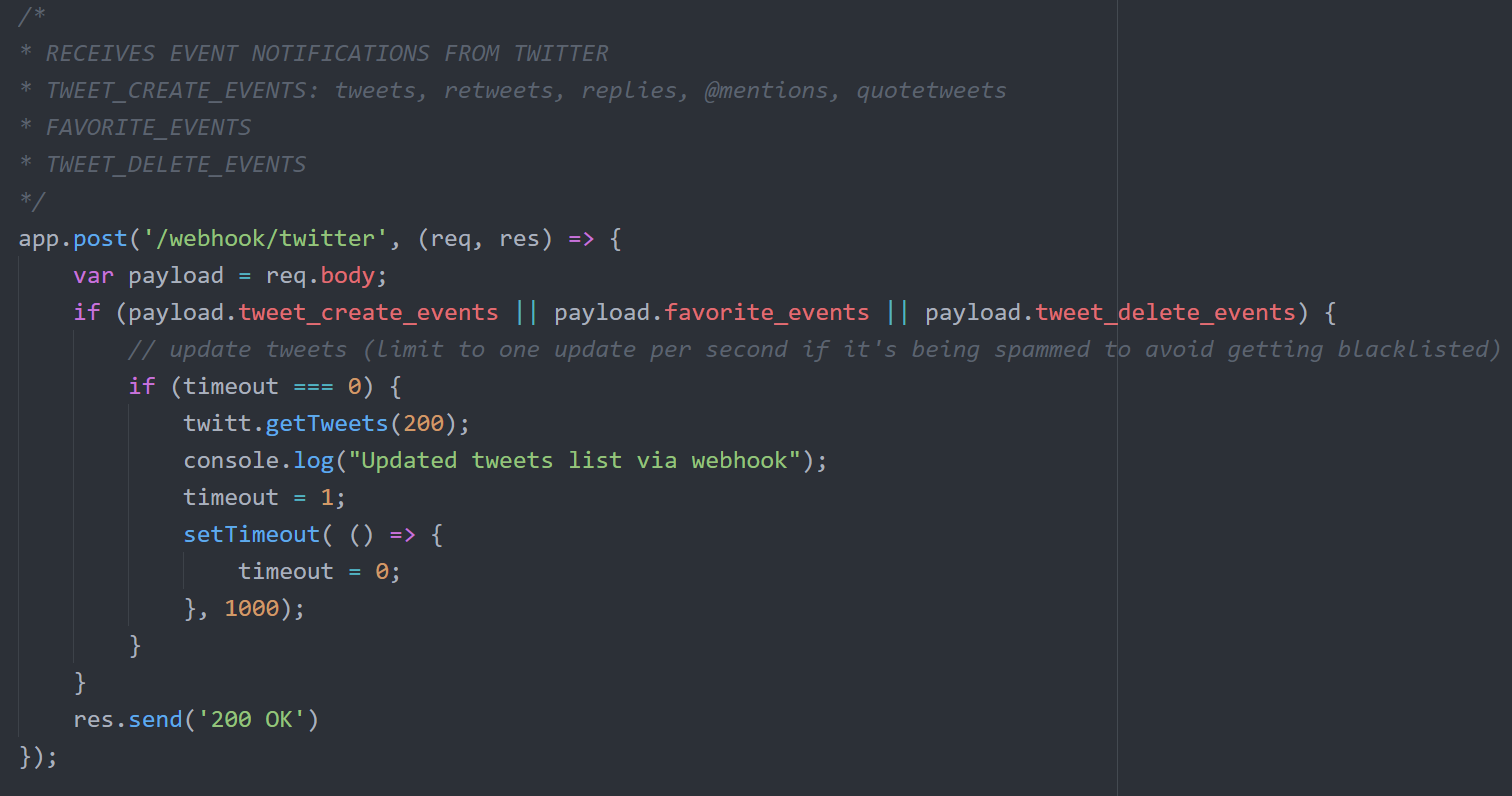 /*
* RECEIVES EVENT NOTIFICATIONS FROM TWITTER
* TWEET_CREATE_EVENTS: tweets, retweets, replies, @mentions, quotetweets
* FAVORITE_EVENTS
* TWEET_DELETE_EVENTS
*/
app.post('/webhook/twitter', (req, res) => {
    var payload = req.body;
    if (payload.tweet_create_events || payload.favorite_events || payload.tweet_delete_events) {
        // update tweets (limit to one update per second if it's being spammed to avoid getting blacklisted)
        if (timeout === 0) {
            twitt.getTweets(200);
            console.log("Updated tweets list via webhook");
            timeout = 1;
            setTimeout( () => {
                timeout = 0;
            }, 1000);
        }
    }
    res.send('200 OK')
});